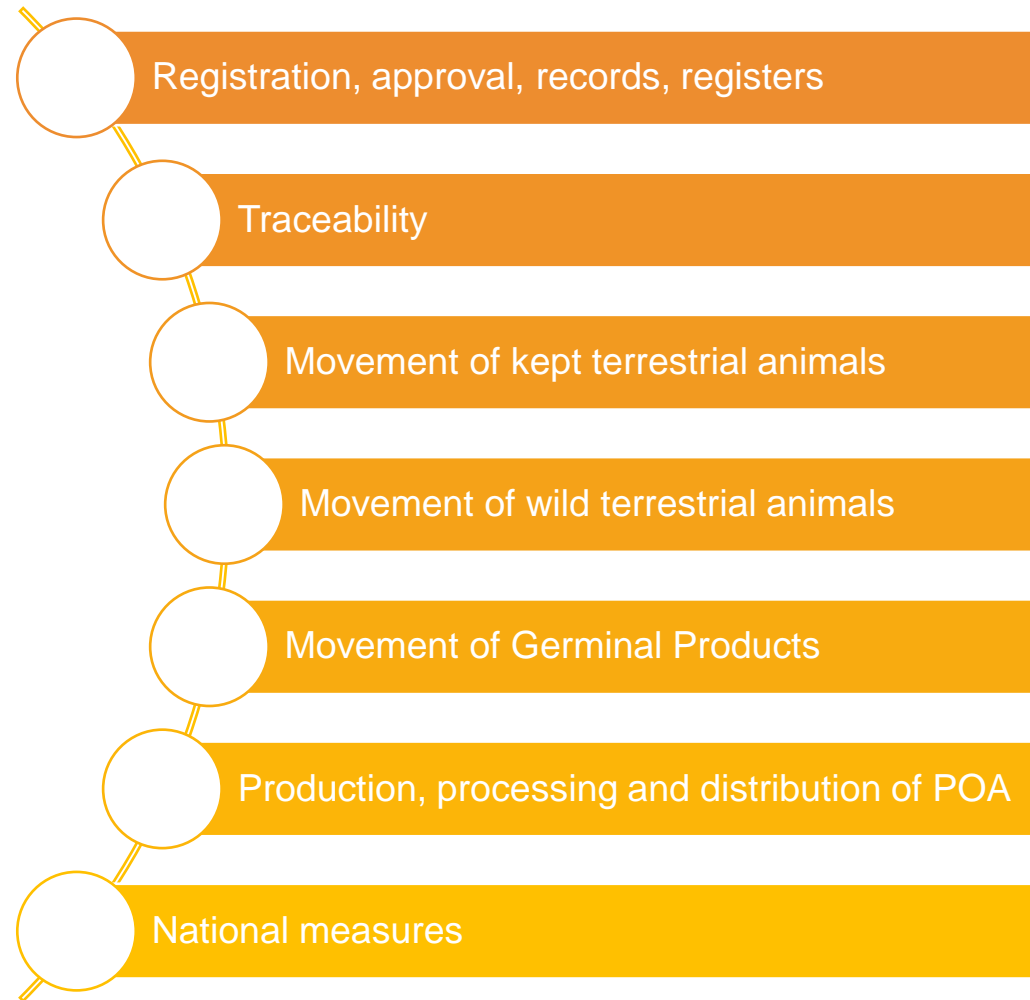 Registration, approval, records, registers
Traceability
Movement of kept terrestrial animals
Movement of wild terrestrial animals
Movement of Germinal Products
Production, processing and distribution of POA
National measures